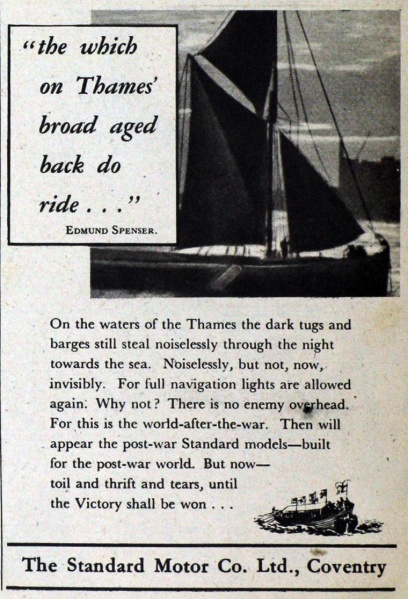 "the which
on Thames'
broad aged
back do
ride . . ."
EDMUND SPENSER.
On the waters of the Thames the dark tugs and
barges still steal noiselessly through the night
towards the sea. Noiselessly, but not, now,
invisibly. For full navigation lights are allowed
again. Why not? There is no enemy overhead.
For this is the world-after-the-war. Then will
appear the post-war Standard models—built
for the post-war world. But now—
toil and thrift and tears, until
the Victory shall be won . . .
The Standard Motor Co. Ltd., Coventry